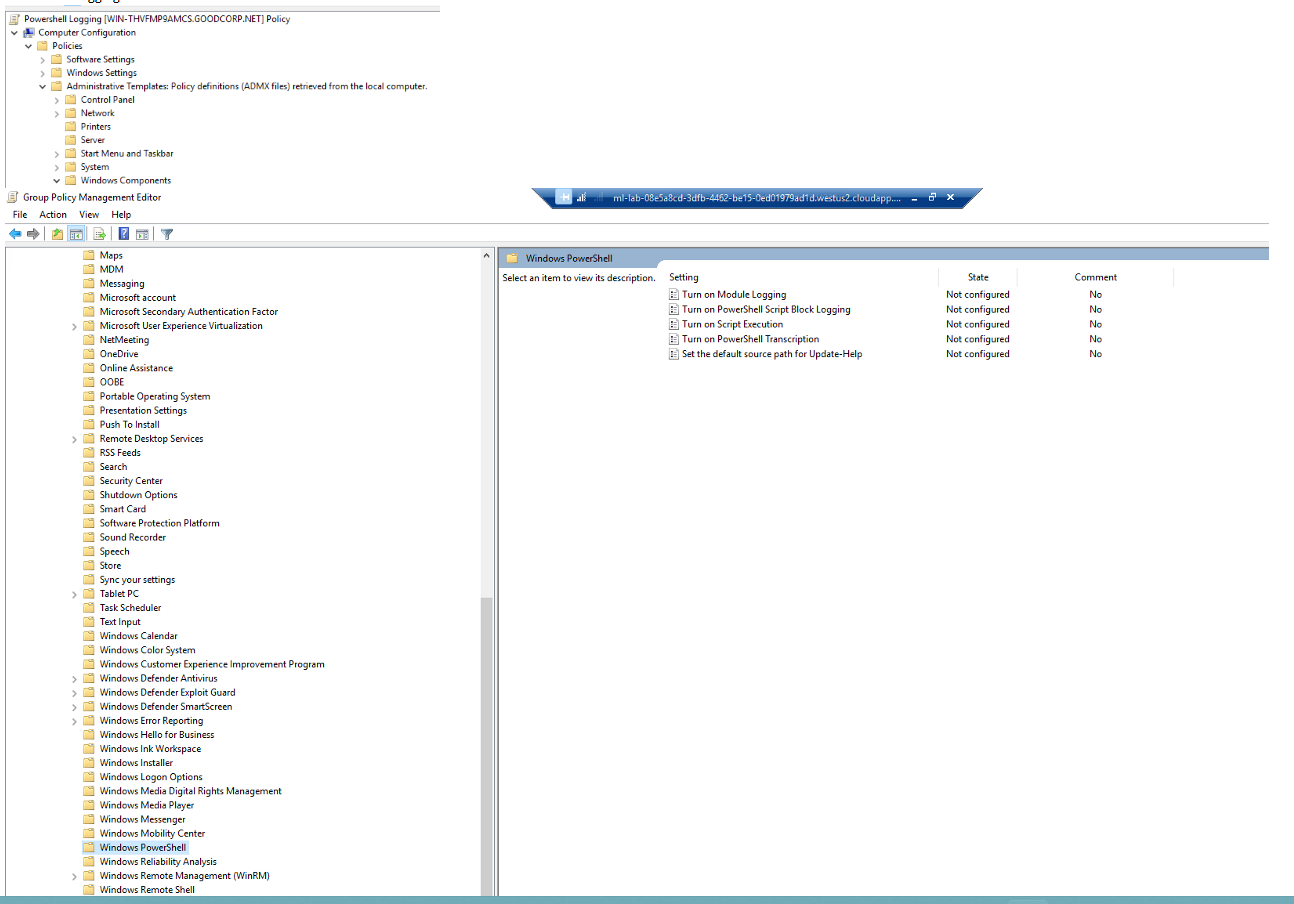 Powershell Logging [WIN-THVFMP9AMCS.GOODCORP.NET] Policy
Computer Configuration
Policies
Software Settings
Windows Settings
Administrative Templates: Policy definitions (ADMX files) retrieved from the local computer.
Control Panel
Network
Printers
Server
Start Menu and Taskbar
System
Windows Components
Group Policy Management Editor
ml-lab-08e5a8cd-3dfb-4462-be15-0ed01979ad1d.westus2.cloudapp....
File Action View Help
Maps
MDM
Messaging
Microsoft account
Microsoft Secondary Authentication Factor
Microsoft User Experience Virtualization
NetMeeting
OneDrive
Online Assistance
OOBE
Portable Operating System
Presentation Settings
Push To Install
Remote Desktop Services
RSS Feeds
Search
Security Center
Shutdown Options
Smart Card
Software Protection Platform
Sound Recorder
Speech
Store
Sync your settings
Tablet PC
Task Scheduler
Text Input
Windows Calendar
Windows Color System
Windows Customer Experience Improvement Program
Windows Defender Antivirus
Windows Defender Exploit Guard
Windows Defender SmartScreen
Windows Error Reporting
Windows Hello for Business
Windows Ink Workspace
Windows Installer
Windows Logon Options
Windows Media Digital Rights Management
Windows Media Player
Windows Messenger
Windows Mobility Center
Windows PowerShell
Windows Reliability Analysis
Windows Remote Management (WinRM)
Windows Remote Shell
Windows PowerShell
Select an item to view its description.
Setting State Comment
Turn on Module Logging Not configured No
Turn on PowerShell Script Block Logging Not configured No
Turn on Script Execution Not configured No
Turn on PowerShell Transcription Not configured No
Set the default source path for Update-Help Not configured No